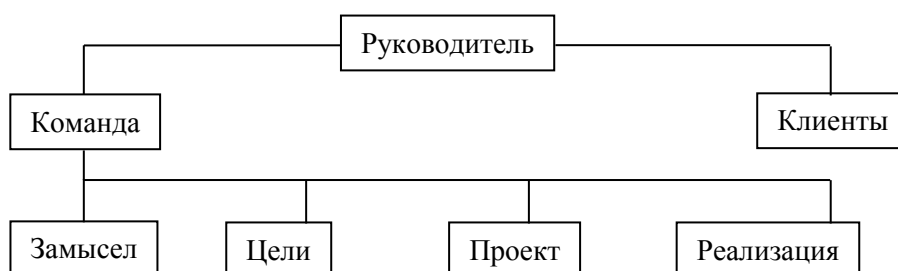 Руководитель
Команда
Клиенты
Замысел
Цели
Проект
Реализация